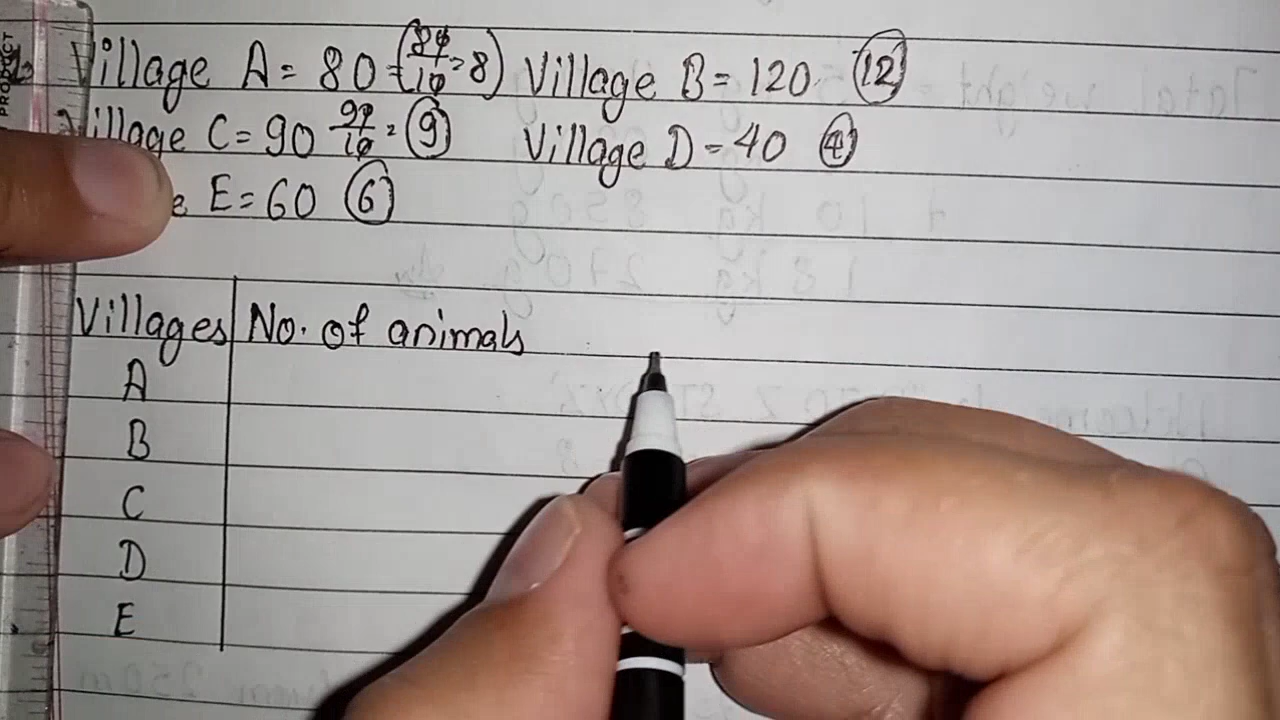 Village A = 80 (80/10 = 8) Village B = 120 12
Village C = 90 90/10 = 9 Village D = 40 4
E = 60 6
Villages No. of animals
A
B
C
D
E